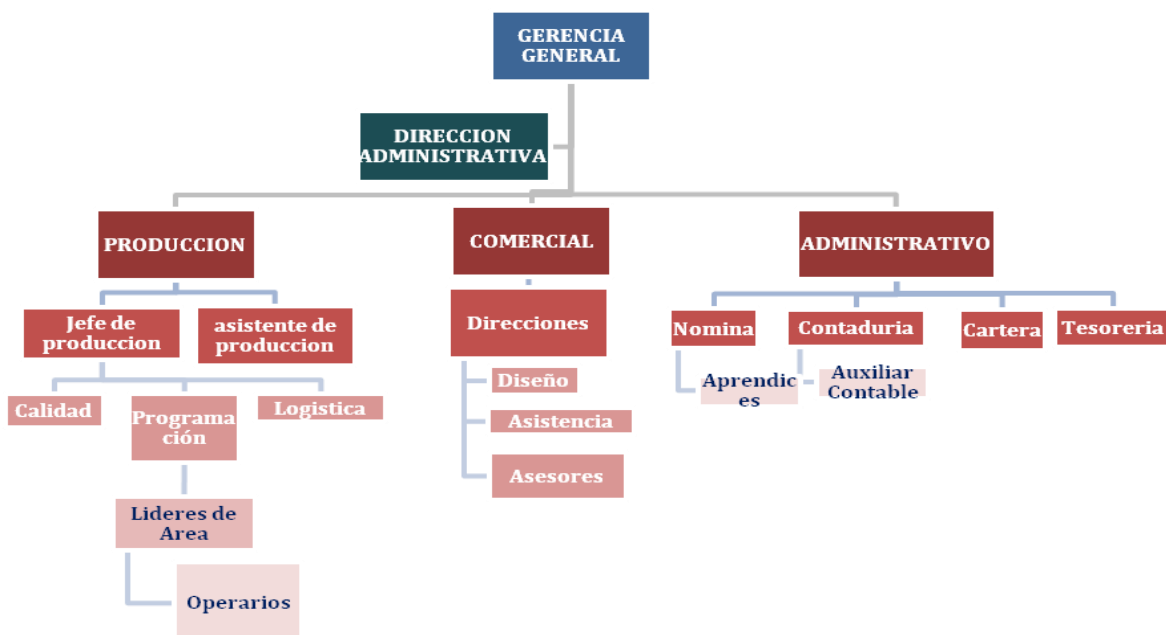 GERENCIA
GENERAL
DIRECCION
ADMINISTRATIVA
PRODUCCION
COMERCIAL
ADMINISTRATIVO
Jefe de
produccion
asistente de
produccion
Direcciones
Nomina
Contaduria
Cartera
Tesoreria
Calidad
Programa
ción
Logistica
Diseño
Asistencia
Asesores
Aprendic
es
Auxiliar
Contable
Lideres de
Area
Operarios